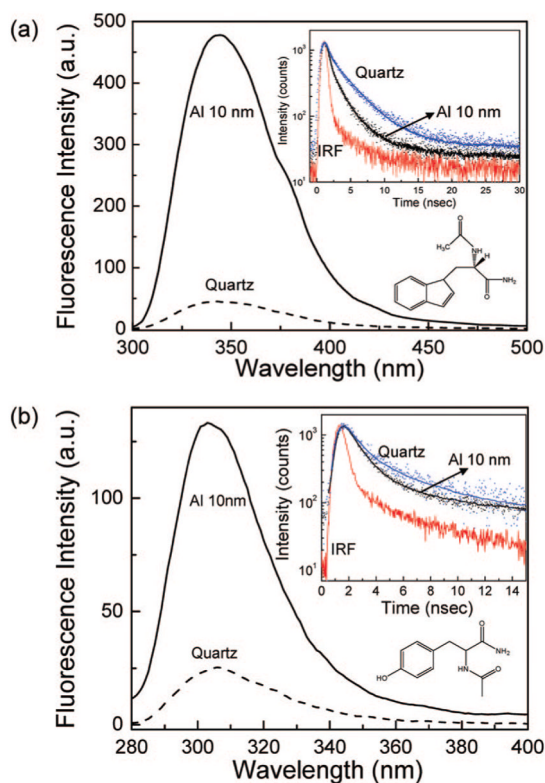 (a)
Fluorescence Intensity (a.u.)
500
400
300
200
100
0
Al 10 nm
Quartz
300 350 400 450 500
Wavelength (nm)
Intensity (counts)
10³
10²
10¹
Quartz
Al 10 nm
IRF
0 5 10 15 20 25 30
Time (nsec)
O
H₃C
NH
H
NH₂
O
(b)
Fluorescence Intensity (a.u.)
100
50
25
0
Al 10nm
Quartz
280 300 320 340 360 380 400
Wavelength (nm)
Intensity (counts)
10³
10²
10¹
Quartz
Al 10 nm
IRF
0 2 4 6 8 10 12 14
Time (nsec)
O
NH₂
HO
NH
O